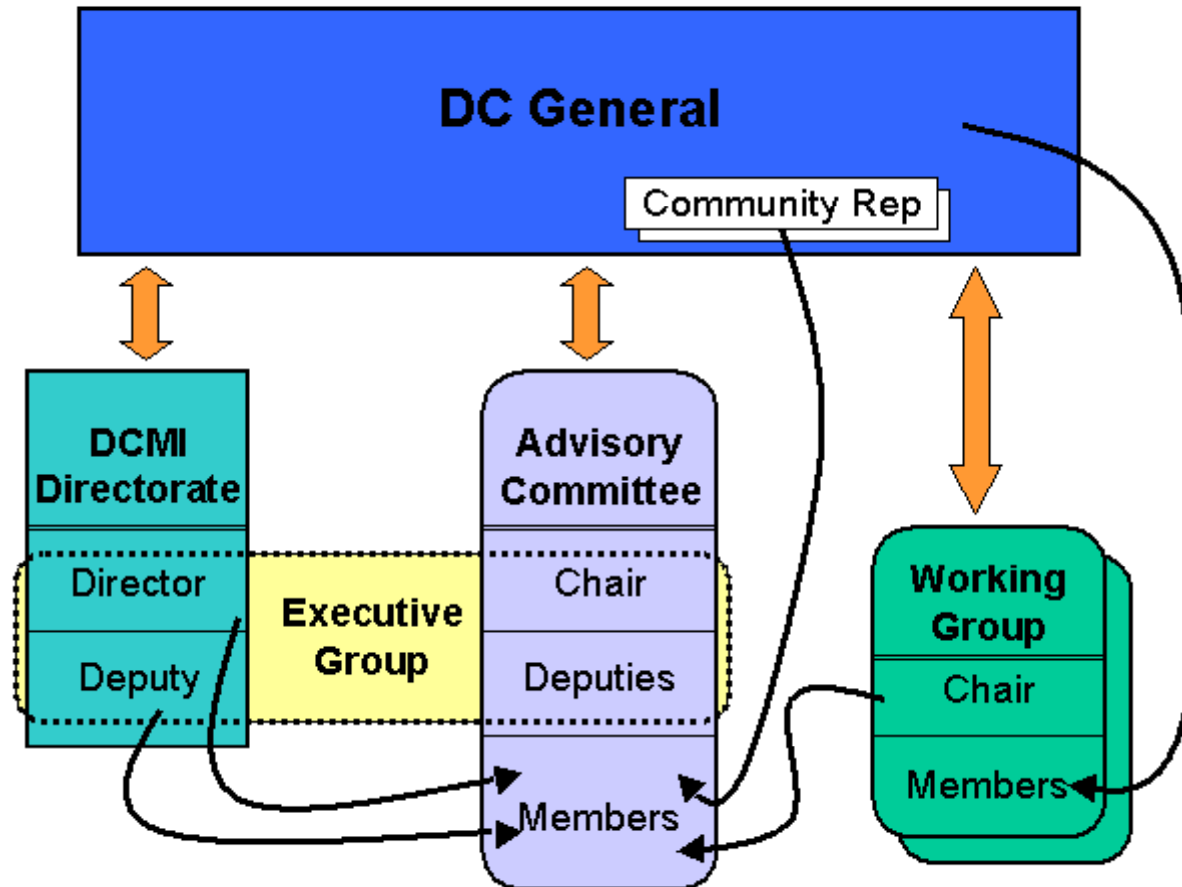 DC General
Community Rep
DCMI
Directorate
Director
Deputy
Executive
Group
Advisory
Committee
Chair
Deputies
Members
Working
Group
Chair
Members